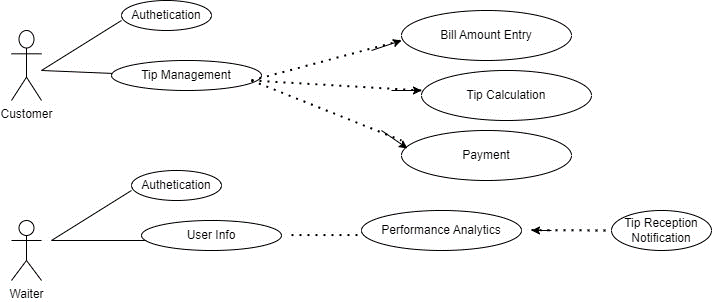 Authetication
Bill Amount Entry
Tip Management
Tip Calculation
Customer
Payment
Authetication
User Info
Performance Analytics
Tip Reception
Notification
Waiter